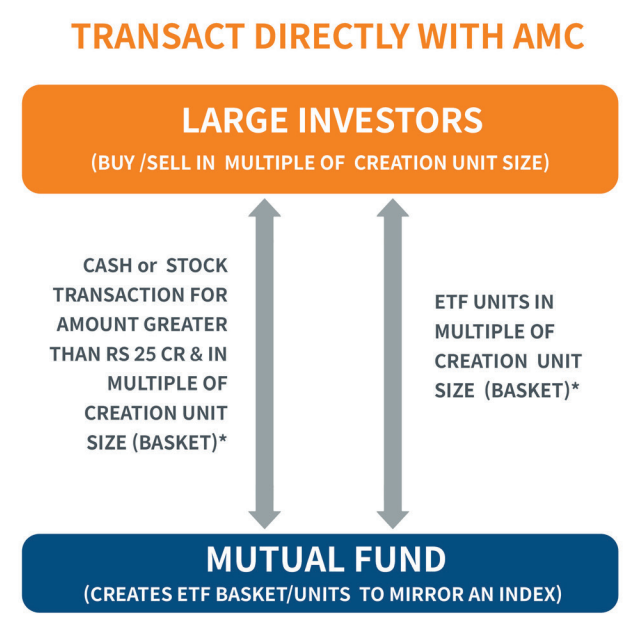 TRANSACT DIRECTLY WITH AMC
LARGE INVESTORS
(BUY /SELL IN MULTIPLE OF CREATION UNIT SIZE)
CASH or STOCK
TRANSACTION FOR
AMOUNT GREATER
THAN RS 25 CR & IN
MULTIPLE OF
CREATION UNIT
SIZE (BASKET)*
ETF UNITS IN
MULTIPLE OF
CREATION UNIT
SIZE (BASKET)*
MUTUAL FUND
(CREATES ETF BASKET/UNITS TO MIRROR AN INDEX)